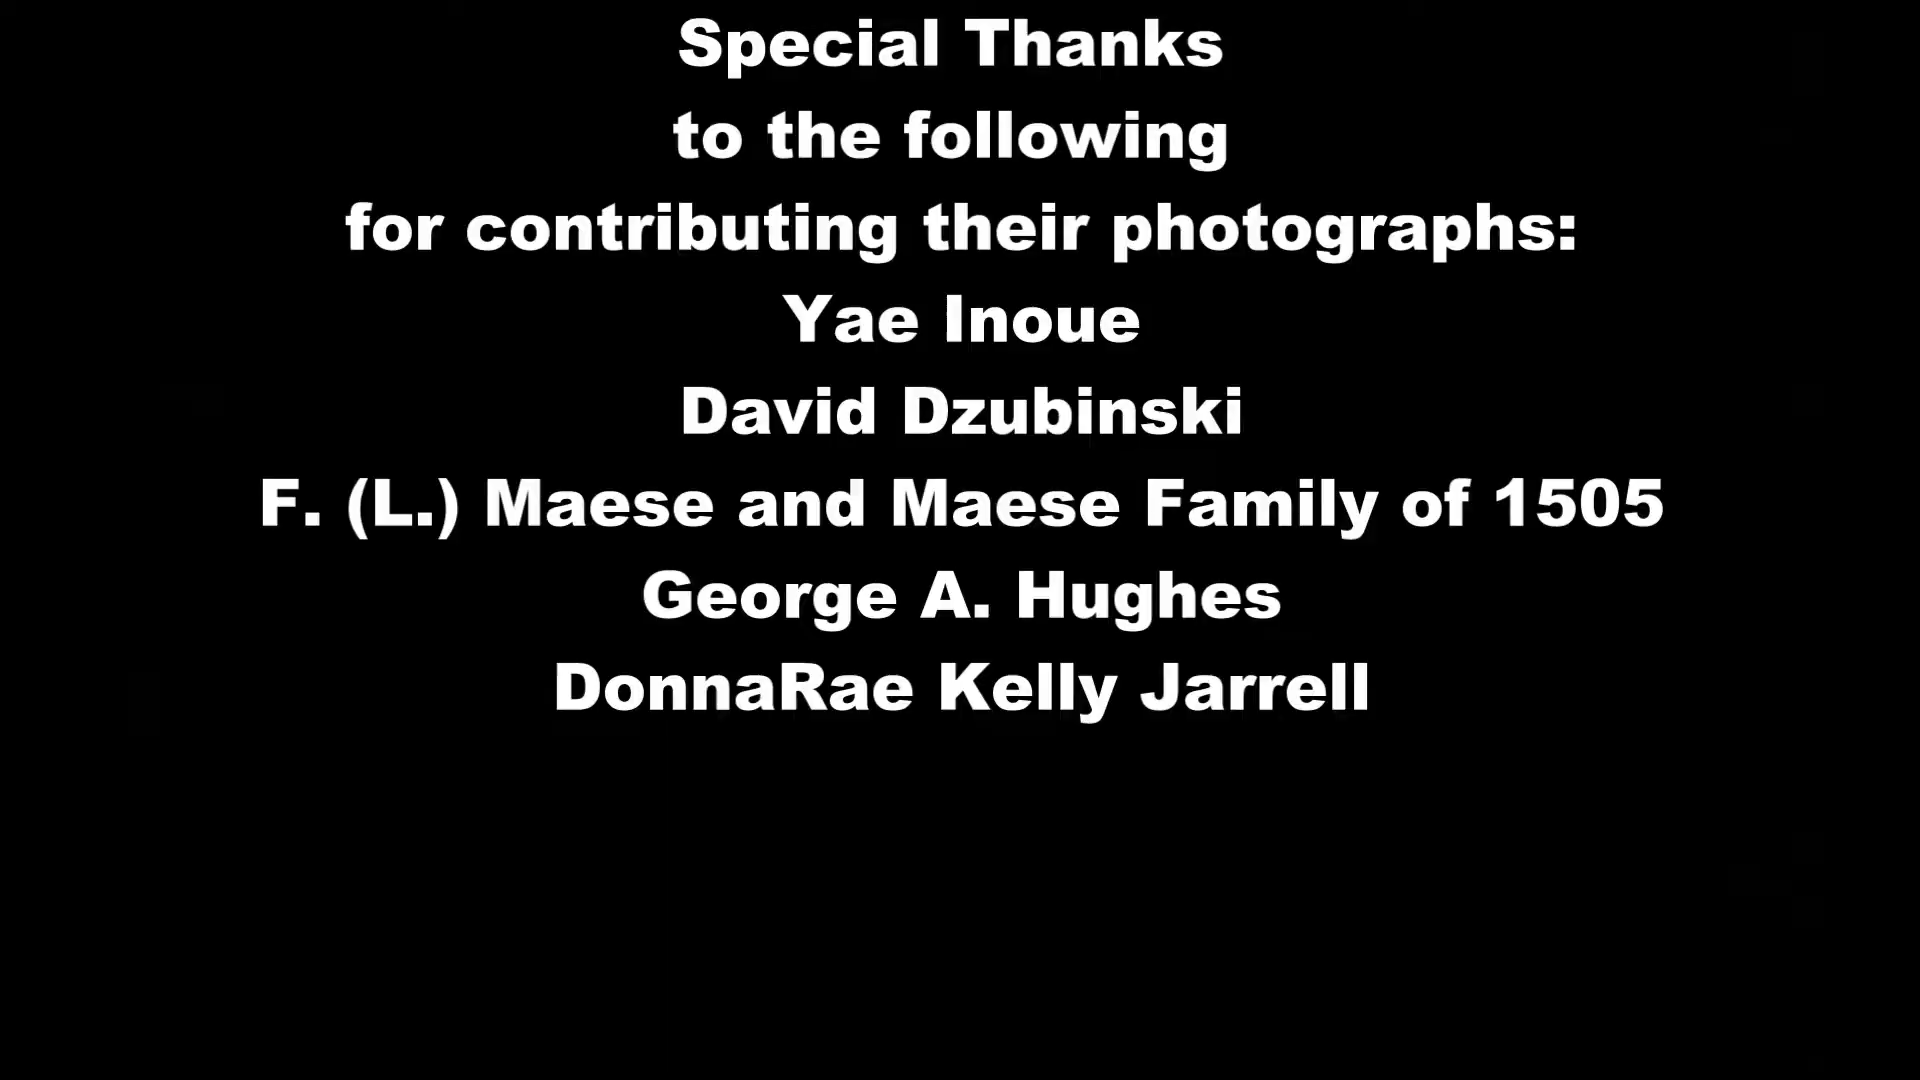 Special Thanks
to the following
for contributing their photographs:
Yae Inoue
David Dzubinski
F. (L.) Maese and Maese Family of 1505
George A. Hughes
DonnaRae Kelly Jarrell